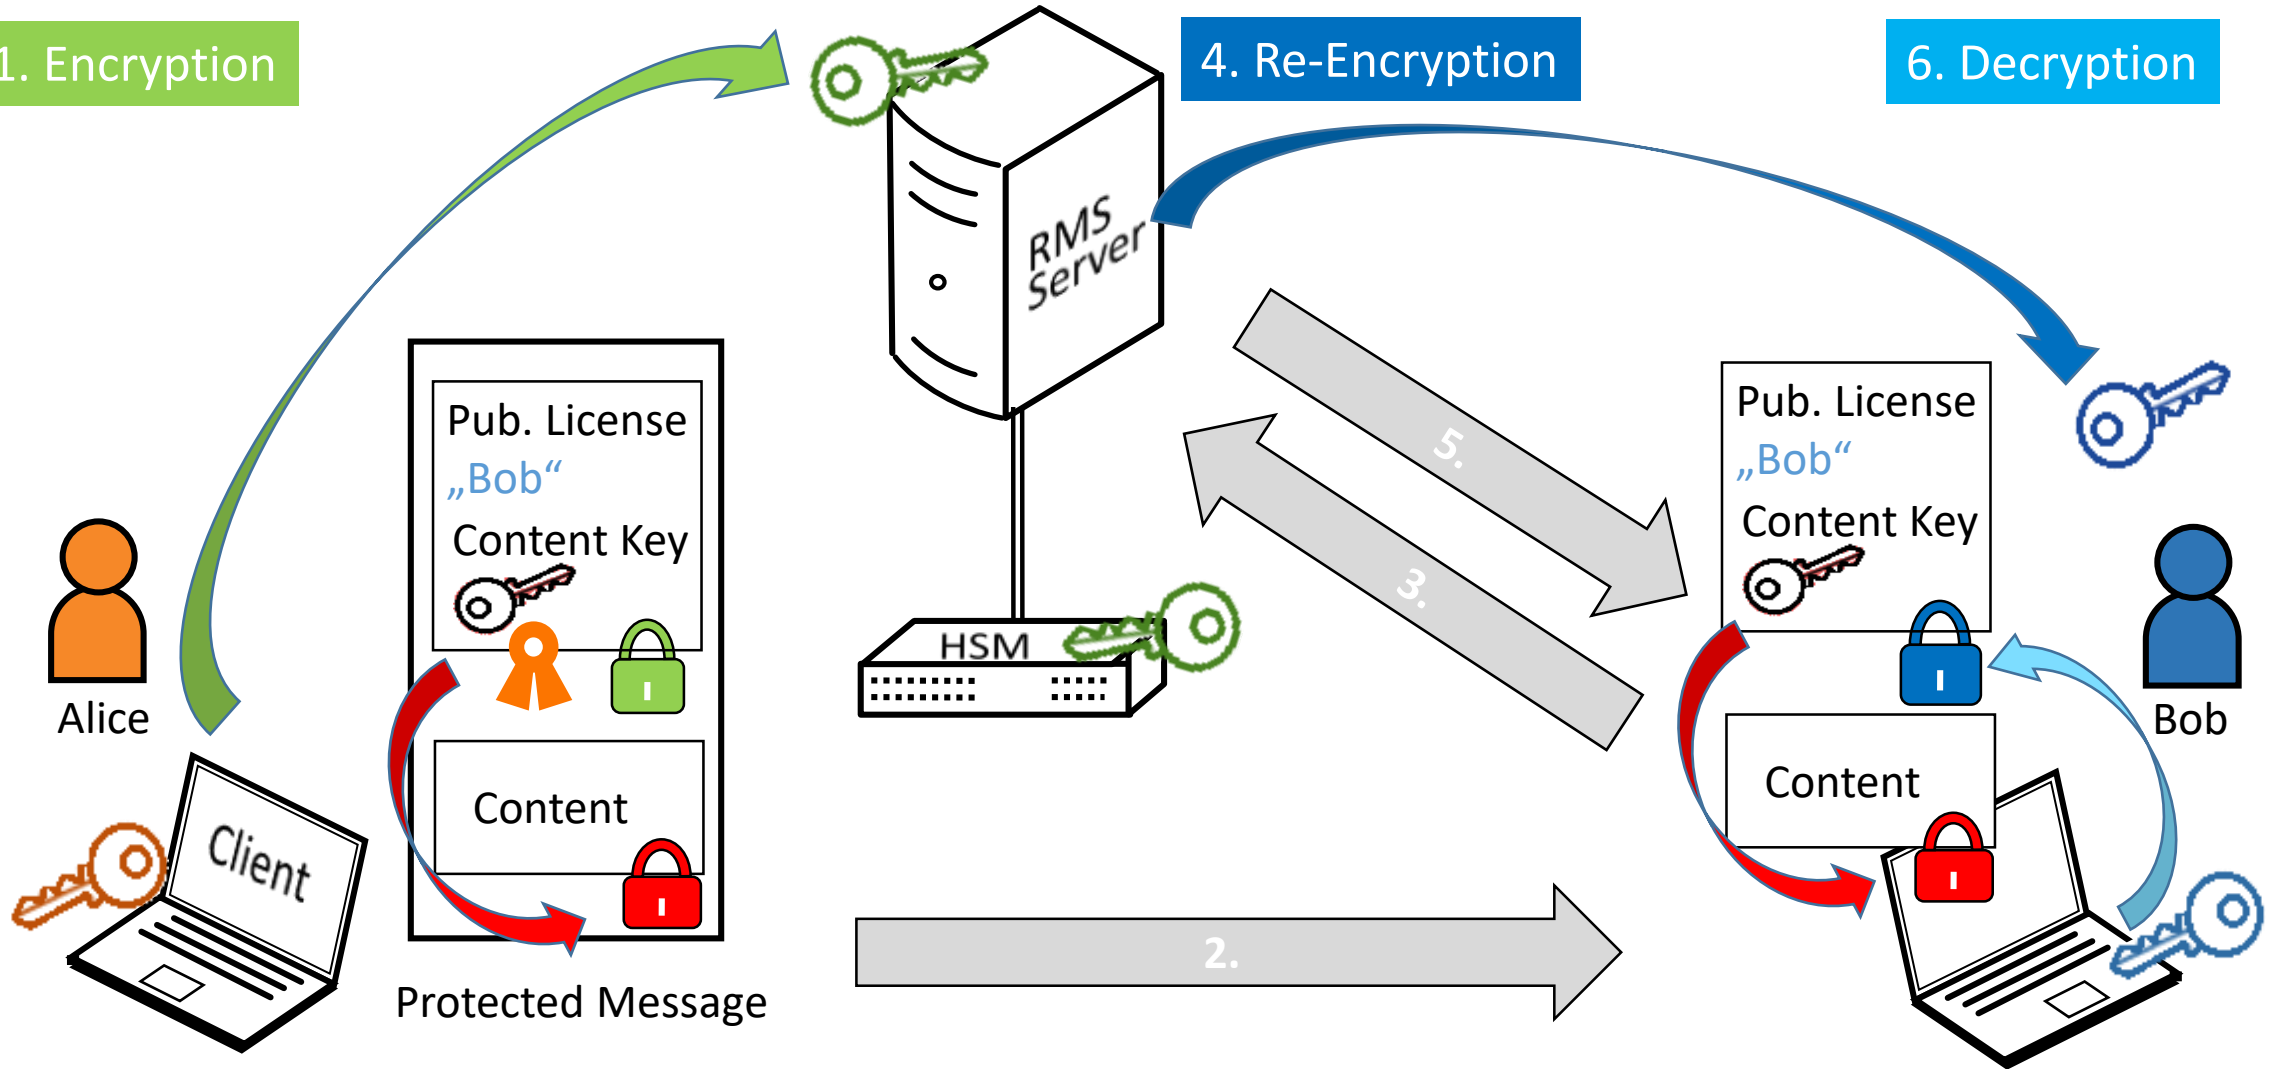 1. Encryption
4. Re-Encryption
6. Decryption
RMS
Server
Pub. License
„Bob“
Content Key
Content
Protected Message
Alice
Client
HSM
5.
3.
2.
Pub. License
„Bob“
Content Key
Content
Bob